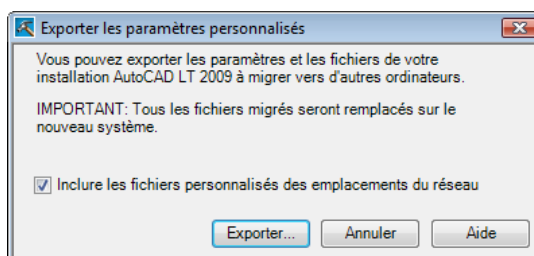 Exporter les paramètres personnalisés
Vous pouvez exporter les paramètres et les fichiers de votre
installation AutoCAD LT 2009 à migrer vers d'autres ordinateurs.
IMPORTANT: Tous les fichiers migrés seront remplacés sur le
nouveau système.
Inclure les fichiers personnalisés des emplacements du réseau
Exporter... Annuler Aide